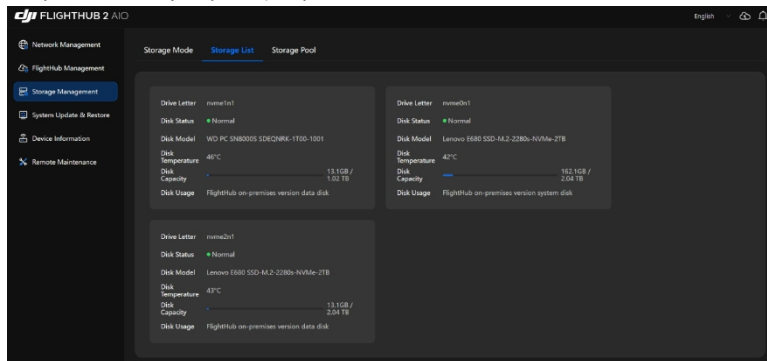 dji FLIGHTHUB 2 AIO
English
Network Management
FlightHub Management
Storage Management
System Update & Restore
Device Information
Remote Maintenance
Storage Mode Storage List Storage Pool
Drive Letter nvme1n1
Disk Status Normal
Disk Model WD PC SN8000S SDEQNRK-1T00-1001
Disk Temperature 46°C
Disk Capacity 13.1GB / 1.02 TB
Disk Usage FlightHub on-premises version data disk
Drive Letter nvme0n1
Disk Status Normal
Disk Model Lenovo E680 SSD-M.2-2280s-NVMe-2TB
Disk Temperature 42°C
Disk Capacity 162.1GB / 2.04 TB
Disk Usage FlightHub on-premises version system disk
Drive Letter nvme2n1
Disk Status Normal
Disk Model Lenovo E680 SSD-M.2-2280s-NVMe-2TB
Disk Temperature 43°C
Disk Capacity 13.1GB / 2.04 TB
Disk Usage FlightHub on-premises version data disk